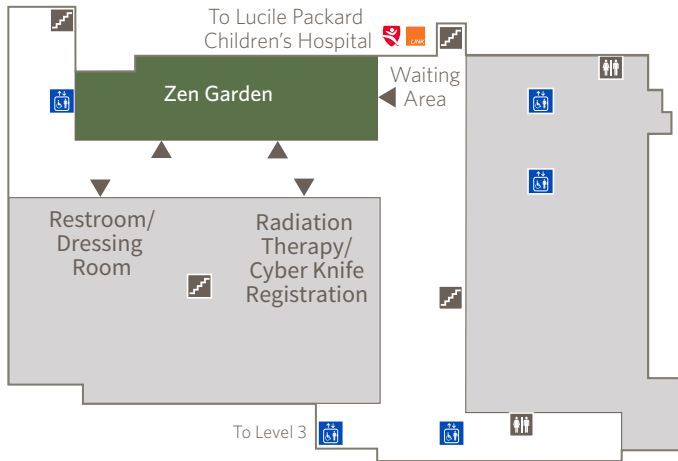 To Lucile Packard
Children's Hospital
LINK
Waiting
Area
Zen Garden
Restroom/
Dressing
Room
Radiation
Therapy/
Cyber Knife
Registration
To Level 3